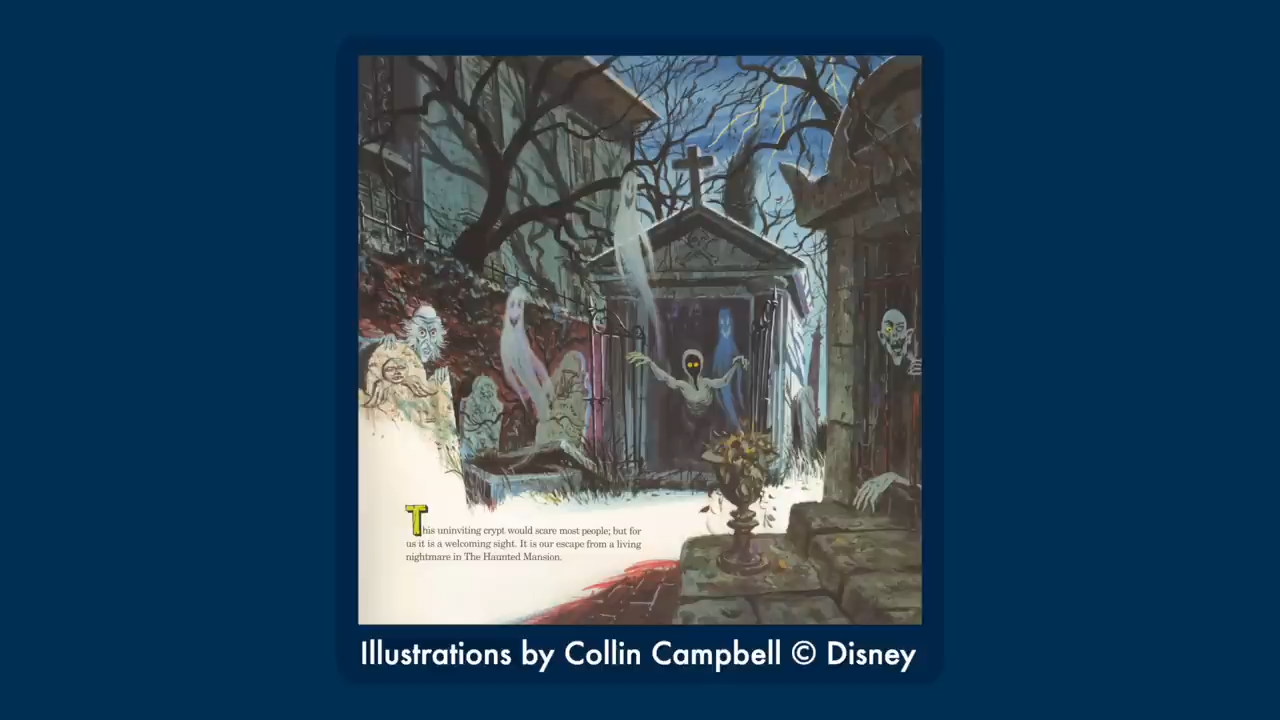 This uninviting crypt would scare most people; but for
us it is a welcoming sight. It is our escape from a living
nightmare in The Haunted Mansion.
Illustrations by Collin Campbell © Disney